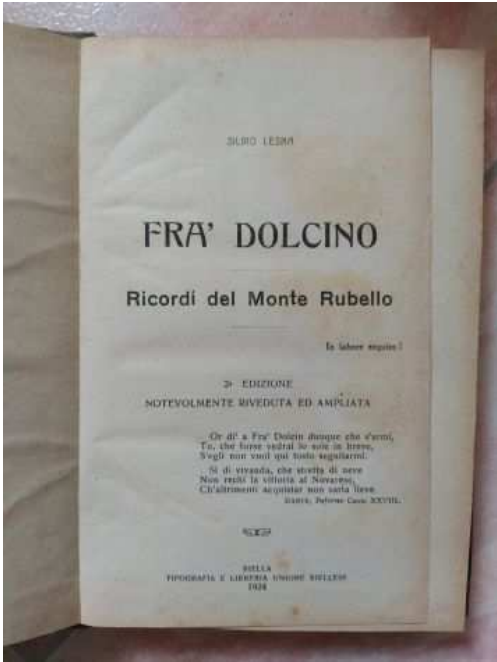 SILVIO LESNA
FRA' DOLCINO
Ricordi del Monte Rubello
In labore requies!
2ª EDIZIONE
NOTEVOLMENTE RIVEDUTA ED AMPLIATA
Or di' a Fra' Dolcin dunque che s'armi,
Tu, che forse vedrai lo sole in breve,
S'egli non vuol qui tosto seguitarmi.
Sì di vivanda, che stretta di neve
Non rechi la vittoria al Novarese,
Ch'altrimenti acquistar non saria lieve.
DANTE, Inferno Canto XXVIII.
BIELLA
TIPOGRAFIA E LIBRERIA UNIONE BIELLESE
1924